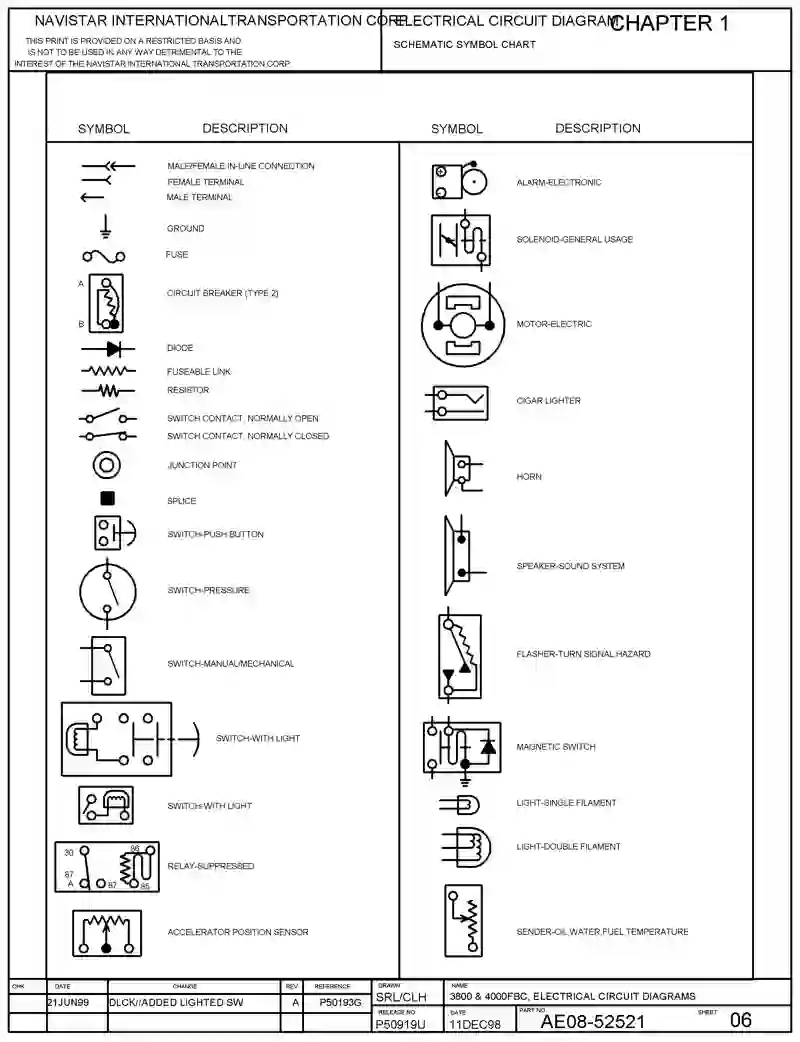 NAVISTAR INTERNATIONALTRANSPORTATION CORP.
ELECTRICAL CIRCUIT DIAGRAM
CHAPTER 1
THIS PRINT IS PROVIDED ON A RESTRICTED BASIS AND
IS NOT TO BE USED IN ANY WAY DETRIMENTAL TO THE
INTEREST OF THE NAVISTAR INTERNATIONAL TRANSPORTATION CORP
SCHEMATIC SYMBOL CHART
SYMBOL DESCRIPTION
MALE/FEMALE IN-LINE CONNECTION
FEMALE TERMINAL
MALE TERMINAL
GROUND
FUSE
A
CIRCUIT BREAKER (TYPE 2)
B
DIODE
FUSEABLE LINK
RESISTOR
SWITCH CONTACT, NORMALLY OPEN
SWITCH CONTACT, NORMALLY CLOSED
JUNCTION POINT
SPLICE
SWITCH-PUSH BUTTON
SWITCH-PRESSURE
SWITCH-MANUAL/MECHANICAL
SWITCH-WITH LIGHT
SWITCH-WITH LIGHT
30 86
RELAY-SUPPRESSED
87
A 87 85
ACCELERATOR POSITION SENSOR
SYMBOL DESCRIPTION
ALARM-ELECTRONIC
SOLENOID-GENERAL USAGE
MOTOR-ELECTRIC
CIGAR LIGHTER
HORN
SPEAKER-SOUND SYSTEM
FLASHER-TURN SIGNAL,HAZARD
MAGNETIC SWITCH
LIGHT-SINGLE FILAMENT
LIGHT-DOUBLE FILAMENT
SENDER-OIL,WATER,FUEL TEMPERATURE
CHK DATE CHANGE REV REFERENCE
21JUN99 DLCK//ADDED LIGHTED SW A P50193G
DRAWN
SRL/CLH
NAME
3800 & 4000FBC, ELECTRICAL CIRCUIT DIAGRAMS
RELEASE NO.
P50919U
DATE
11DEC98
PART NO.
AE08-52521
SHEET
06